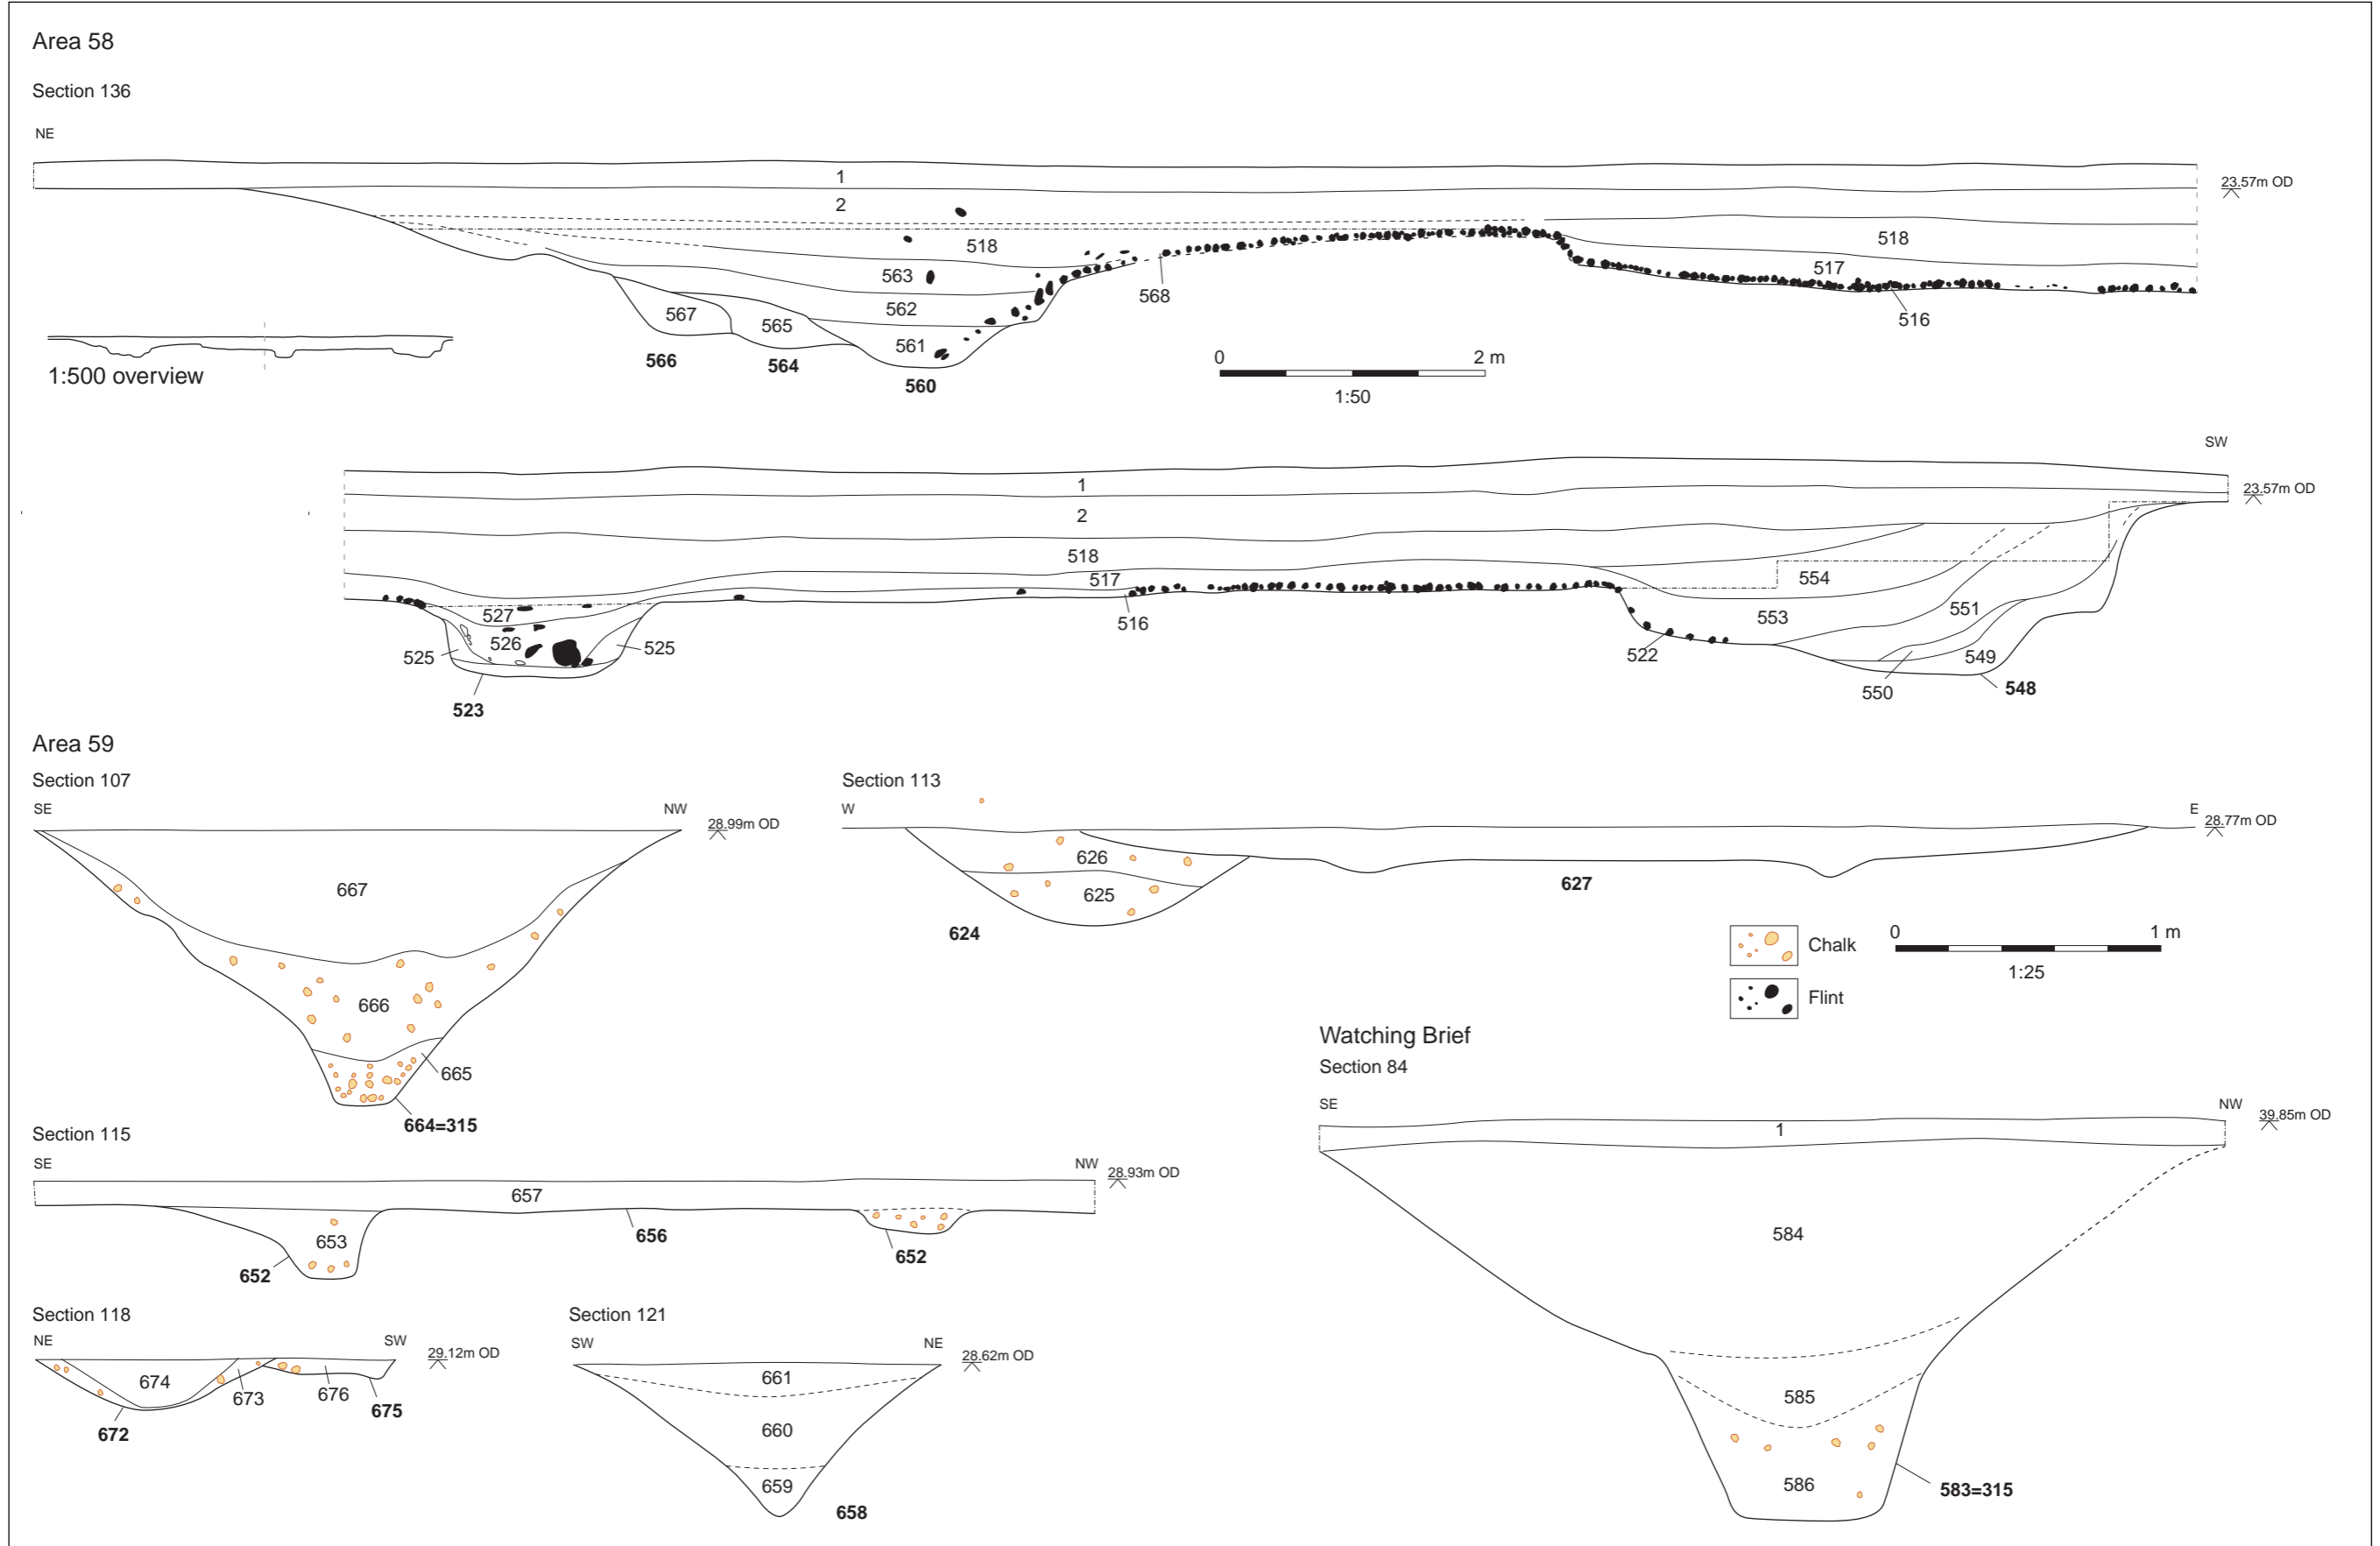 Area 58
Section 136
NE
1
23.57m OD
2
518
518
563
517
568
562
567
565
516
561
566
564
560
0 2 m
1:50
1:500 overview
SW
1
23.57m OD
2
518
517
554
527
553
551
526
516
525
525
522
549
550
548
523
Area 59
Section 107
SE NW
28.99m OD
667
666
665
664=315
Section 113
W E
28.77m OD
626
625
627
624
Chalk
Flint
0 1 m
1:25
Section 115
SE NW
28.93m OD
657
653
656
652
652
Section 118
NE SW
29.12m OD
674
673
676
675
672
Section 121
SW NE
28.62m OD
661
660
659
658
Watching Brief
Section 84
SE NW
39.85m OD
1
584
585
586
583=315